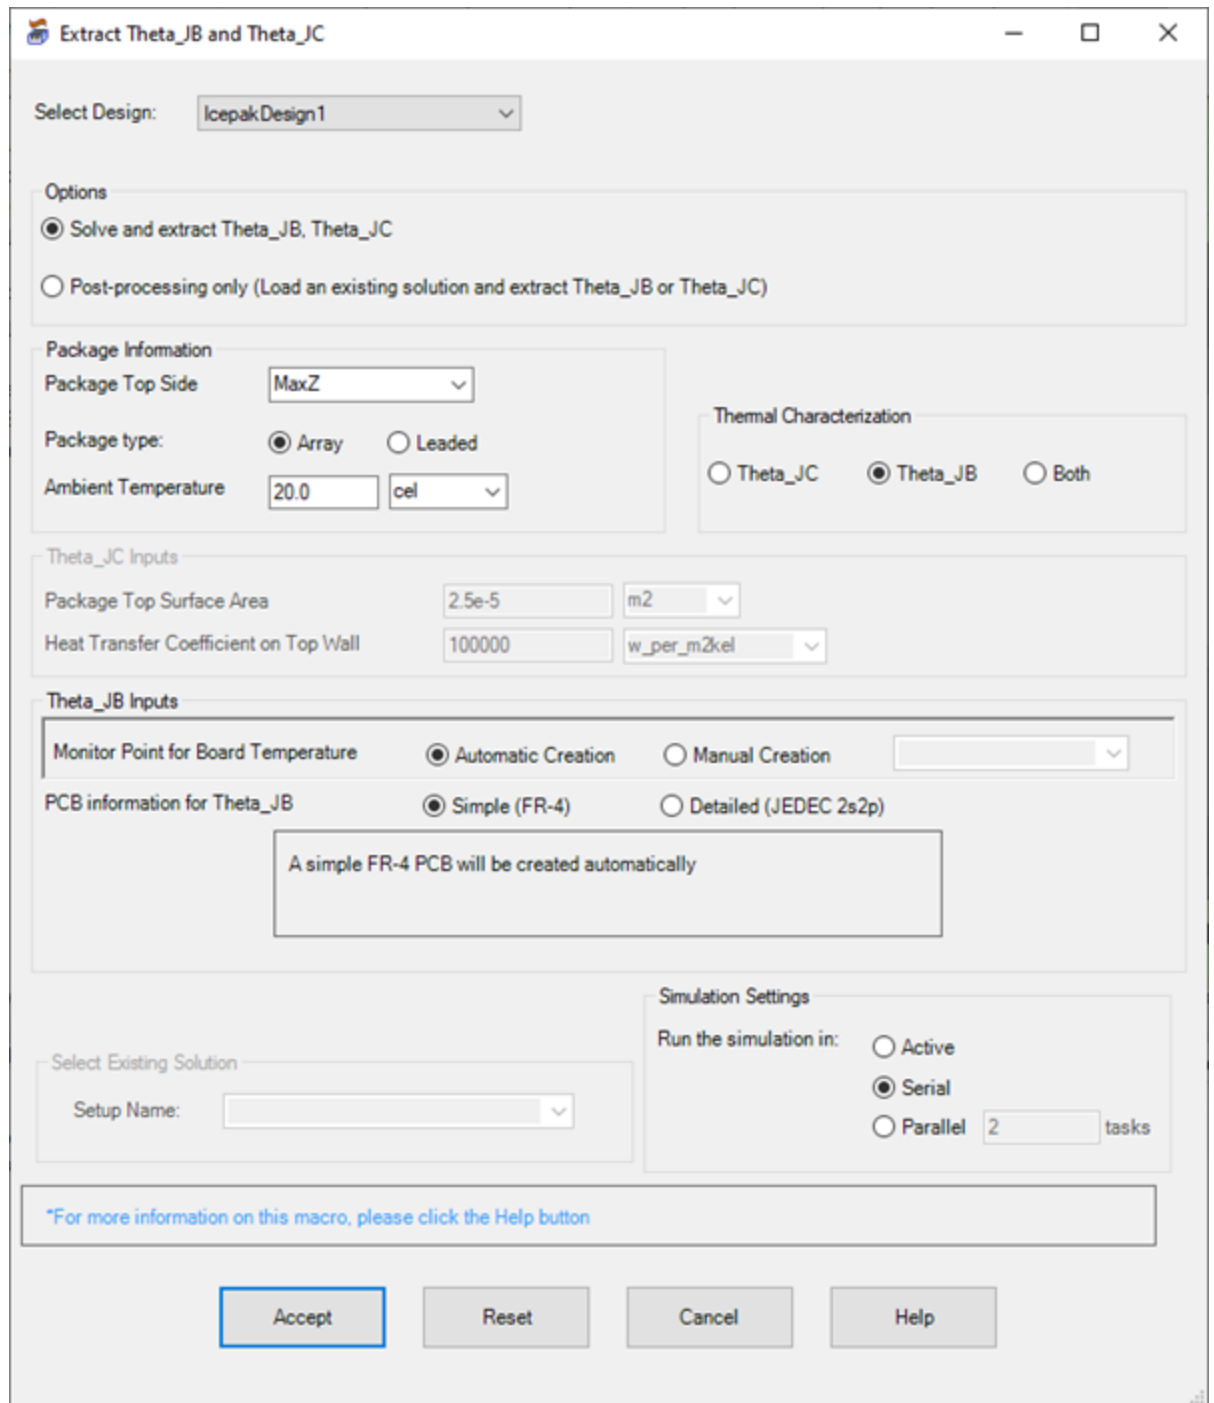 Extract Theta_JB and Theta_JC
Select Design: IcepakDesign1
Options
Solve and extract Theta_JB, Theta_JC
Post-processing only (Load an existing solution and extract Theta_JB or Theta_JC)
Package Information
Package Top Side MaxZ
Package type: Array Leaded
Ambient Temperature 20.0 cel
Thermal Characterization
Theta_JC Theta_JB Both
Theta_JC Inputs
Package Top Surface Area 2.5e-5 m2
Heat Transfer Coefficient on Top Wall 100000 w_per_m2kel
Theta_JB Inputs
Monitor Point for Board Temperature Automatic Creation Manual Creation
PCB information for Theta_JB Simple (FR-4) Detailed (JEDEC 2s2p)
A simple FR-4 PCB will be created automatically
Select Existing Solution
Setup Name:
Simulation Settings
Run the simulation in: Active
Serial
Parallel 2 tasks
*For more information on this macro, please click the Help button
Accept Reset Cancel Help